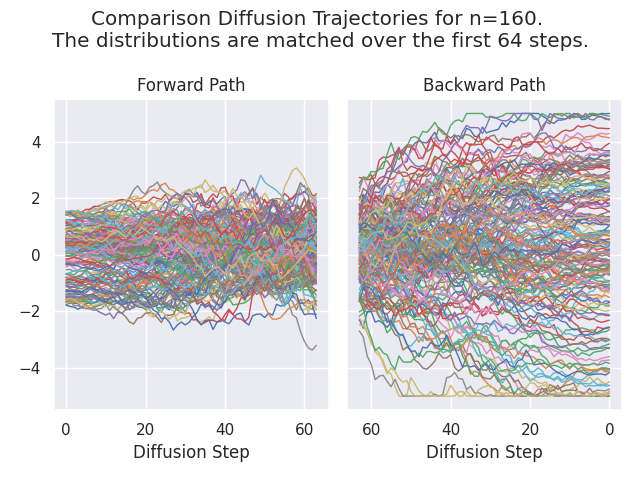 Comparison Diffusion Trajectories for n=160.
The distributions are matched over the first 64 steps.
Forward Path
Backward Path
4
2
0
−2
−4
0 20 40 60
60 40 20 0
Diffusion Step
Diffusion Step